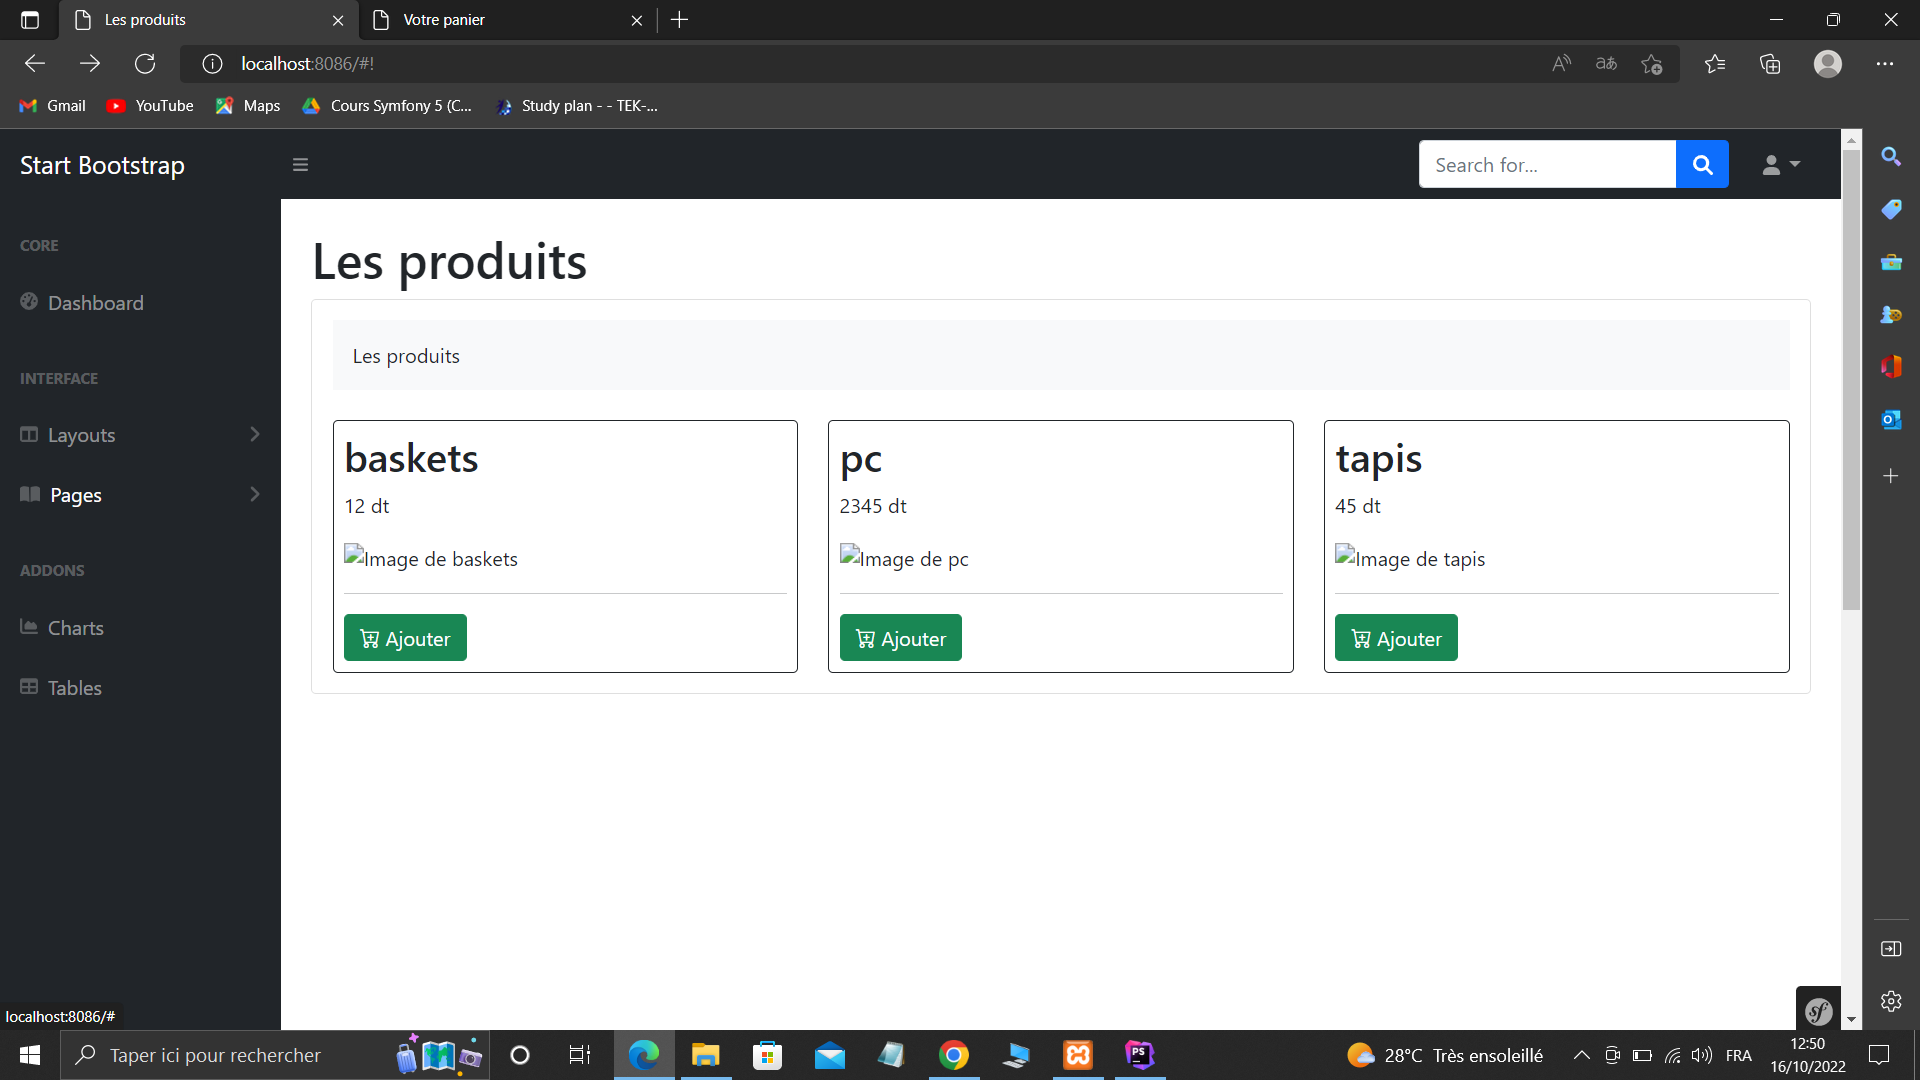 Les produits
Votre panier
localhost:8086/#!
Gmail
YouTube
Maps
Cours Symfony 5 (C...
Study plan - - TEK-...
Start Bootstrap
Search for...
CORE
Dashboard
INTERFACE
Layouts
Pages
ADDONS
Charts
Tables
Les produits
Les produits
baskets
12 dt
Image de baskets
Ajouter
pc
2345 dt
Image de pc
Ajouter
tapis
45 dt
Image de tapis
Ajouter
localhost:8086/#
sf
Taper ici pour rechercher
PS
28°C Très ensoleillé
FRA
12:50
16/10/2022